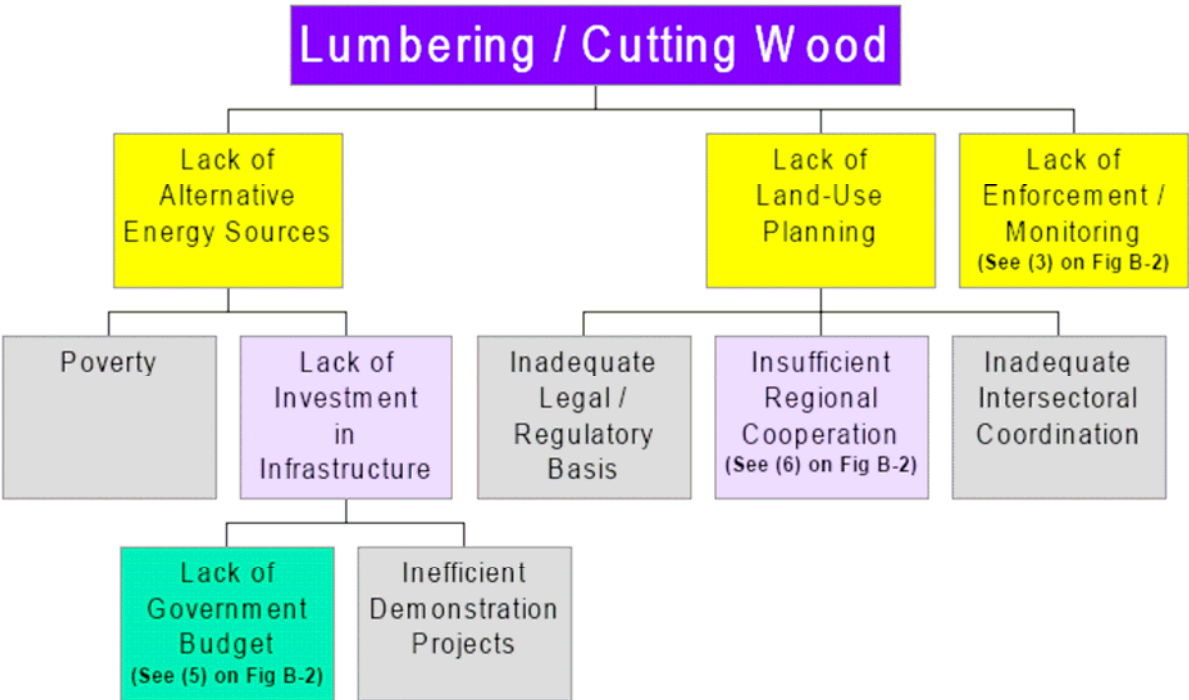 Lumbering / Cutting Wood
Lack of
Alternative
Energy Sources
Lack of
Land-Use
Planning
Lack of
Enforcement /
Monitoring
(See (3) on Fig B-2)
Poverty
Lack of
Investment
in
Infrastructure
Inadequate
Legal /
Regulatory
Basis
Insufficient
Regional
Cooperation
(See (6) on Fig B-2)
Inadequate
Intersectoral
Coordination
Lack of
Government
Budget
(See (5) on Fig B-2)
Inefficient
Demonstration
Projects